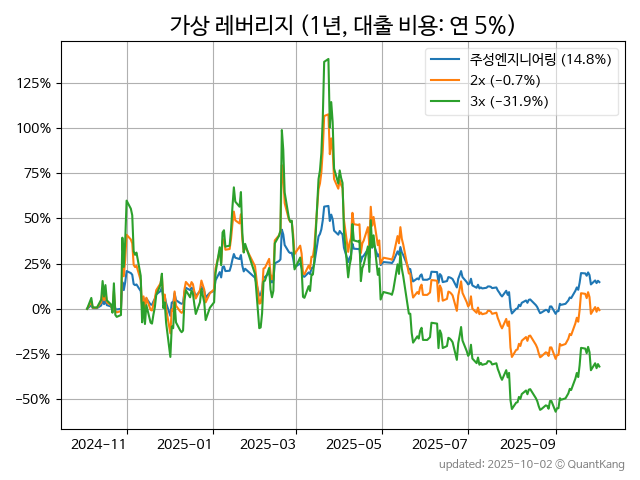 가상 레버리지 (1년, 대출 비용: 연 5%)
주성엔지니어링 (14.8%)
2x (−0.7%)
3x (−31.9%)
125%
100%
75%
50%
25%
0%
−25%
−50%
2024-11
2025-01
2025-03
2025-05
2025-07
2025-09
updated: 2025-10-02 © QuantKang